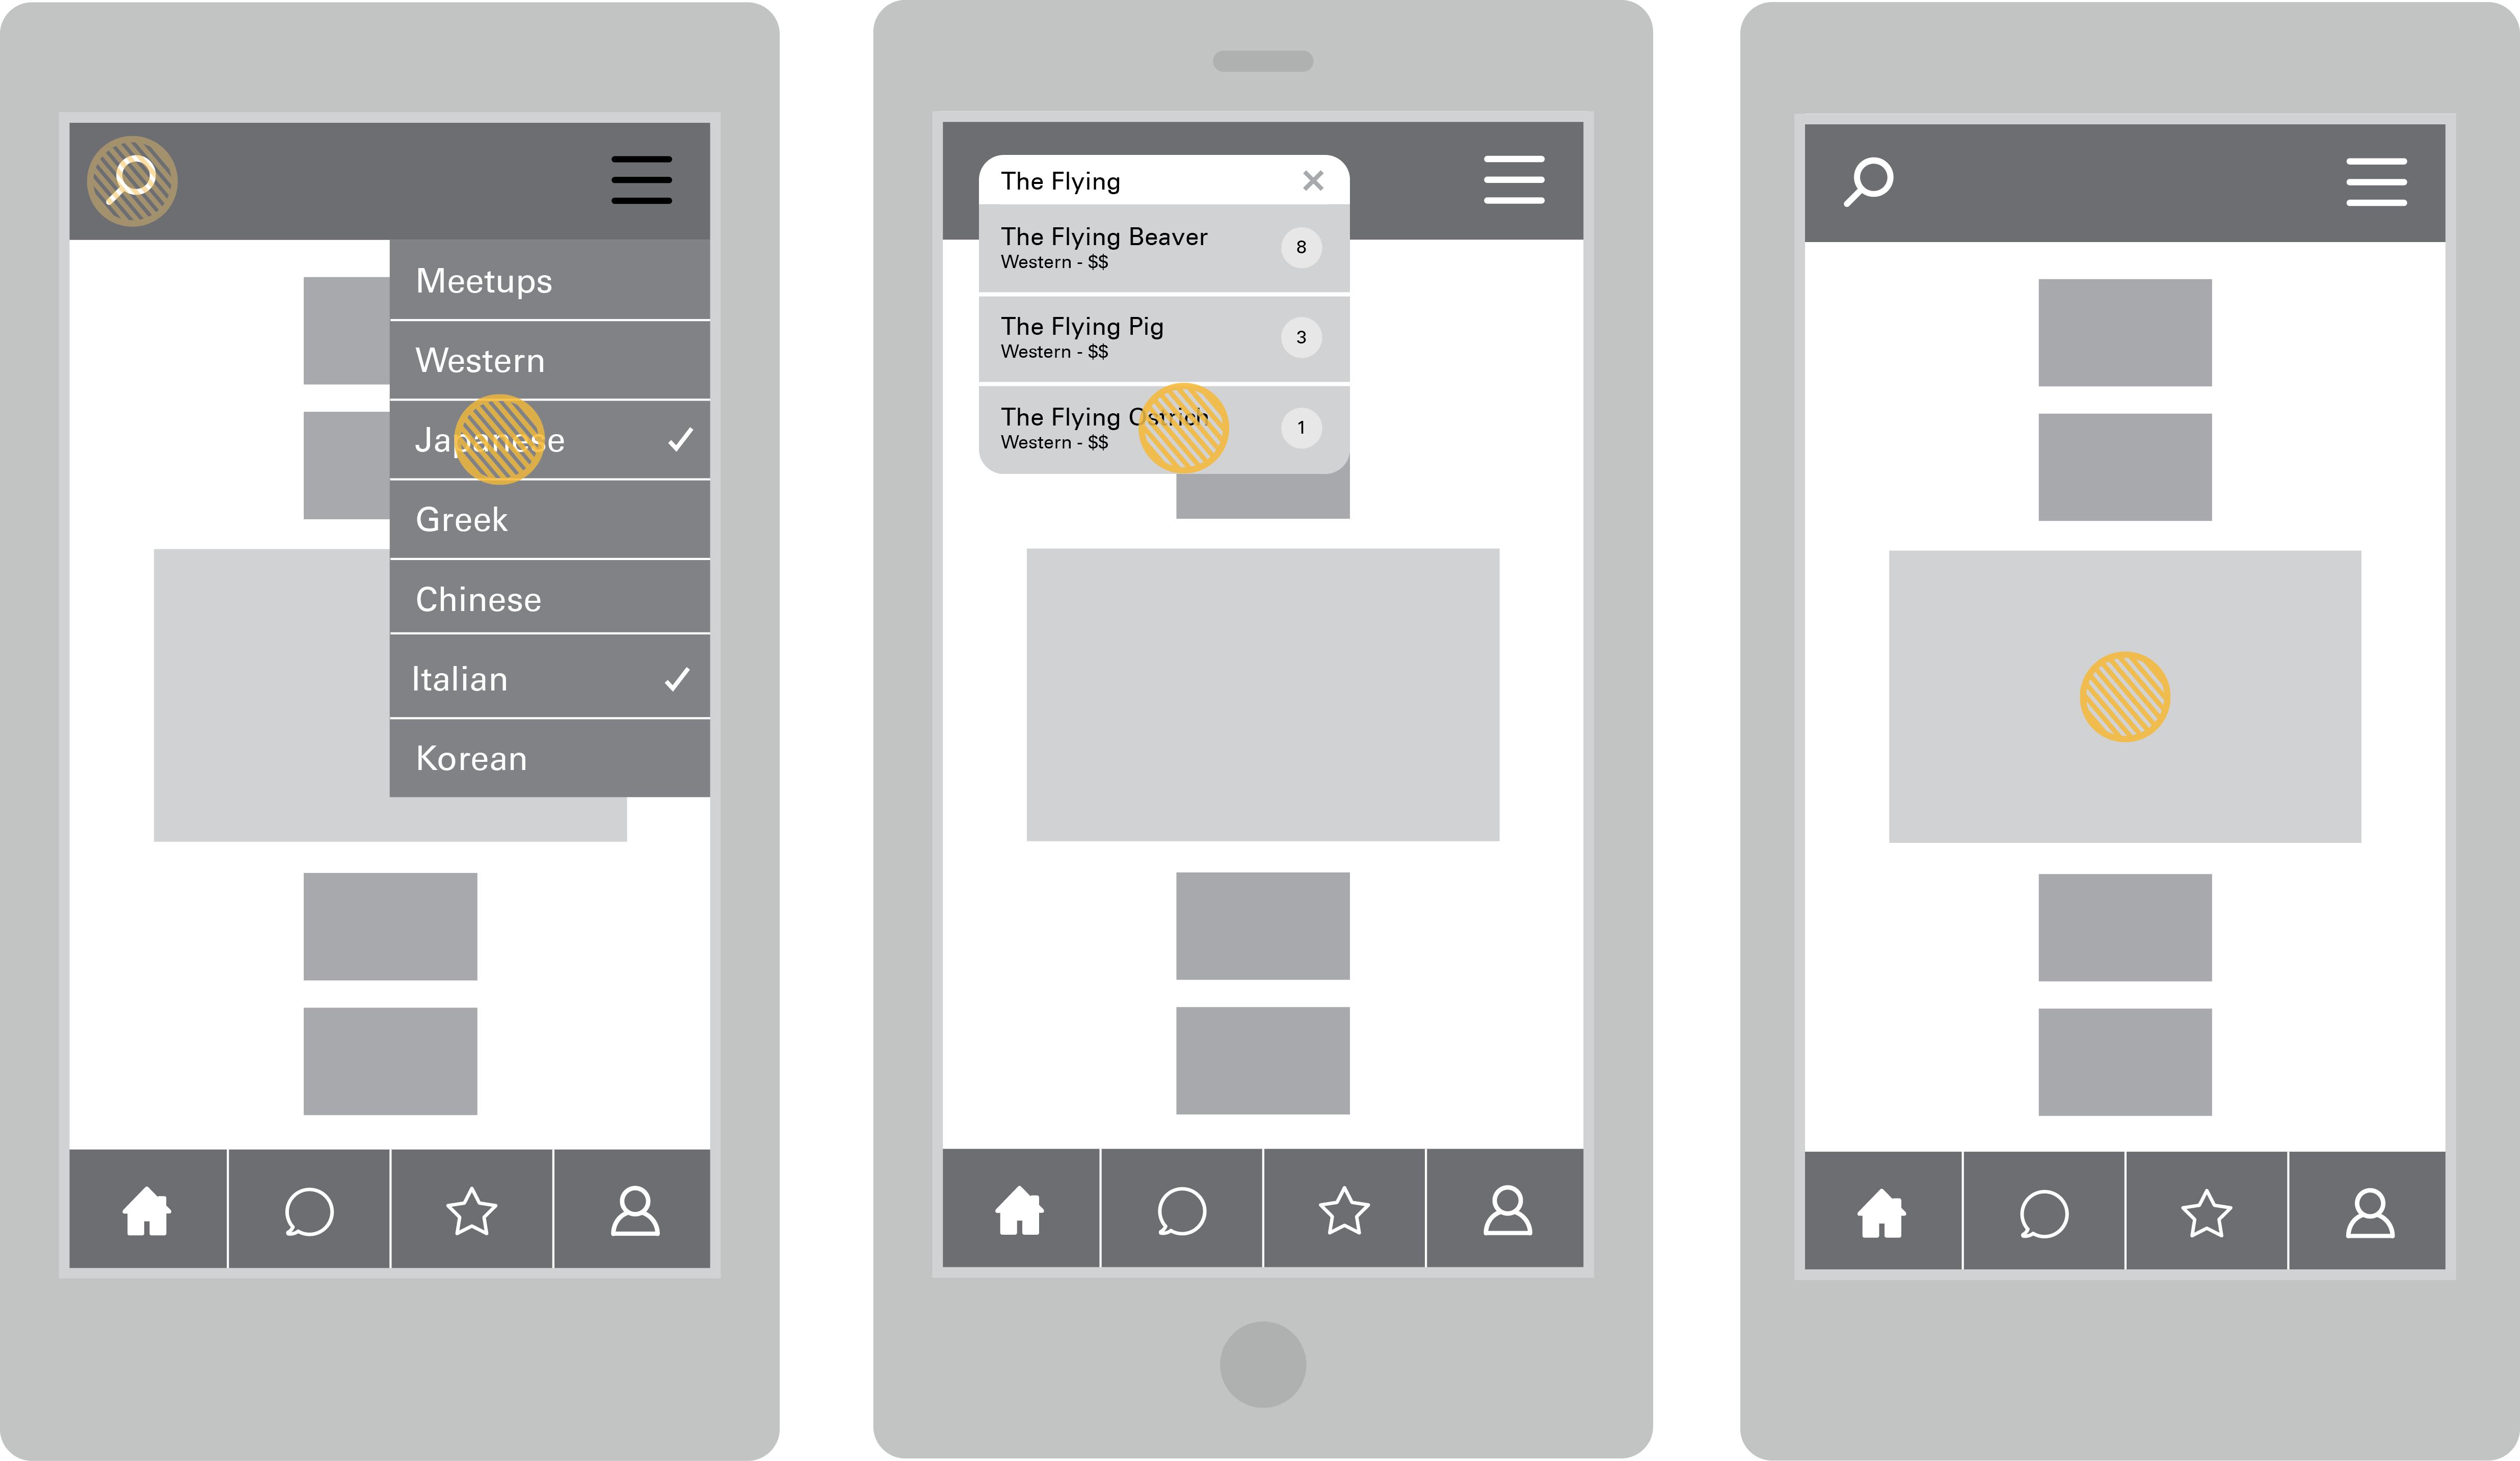 Meetups
Western
Japanese
Greek
Chinese
Italian
Korean
The Flying
The Flying Beaver
Western - $$
8
The Flying Pig
Western - $$
3
The Flying Ostrich
Western - $$
1